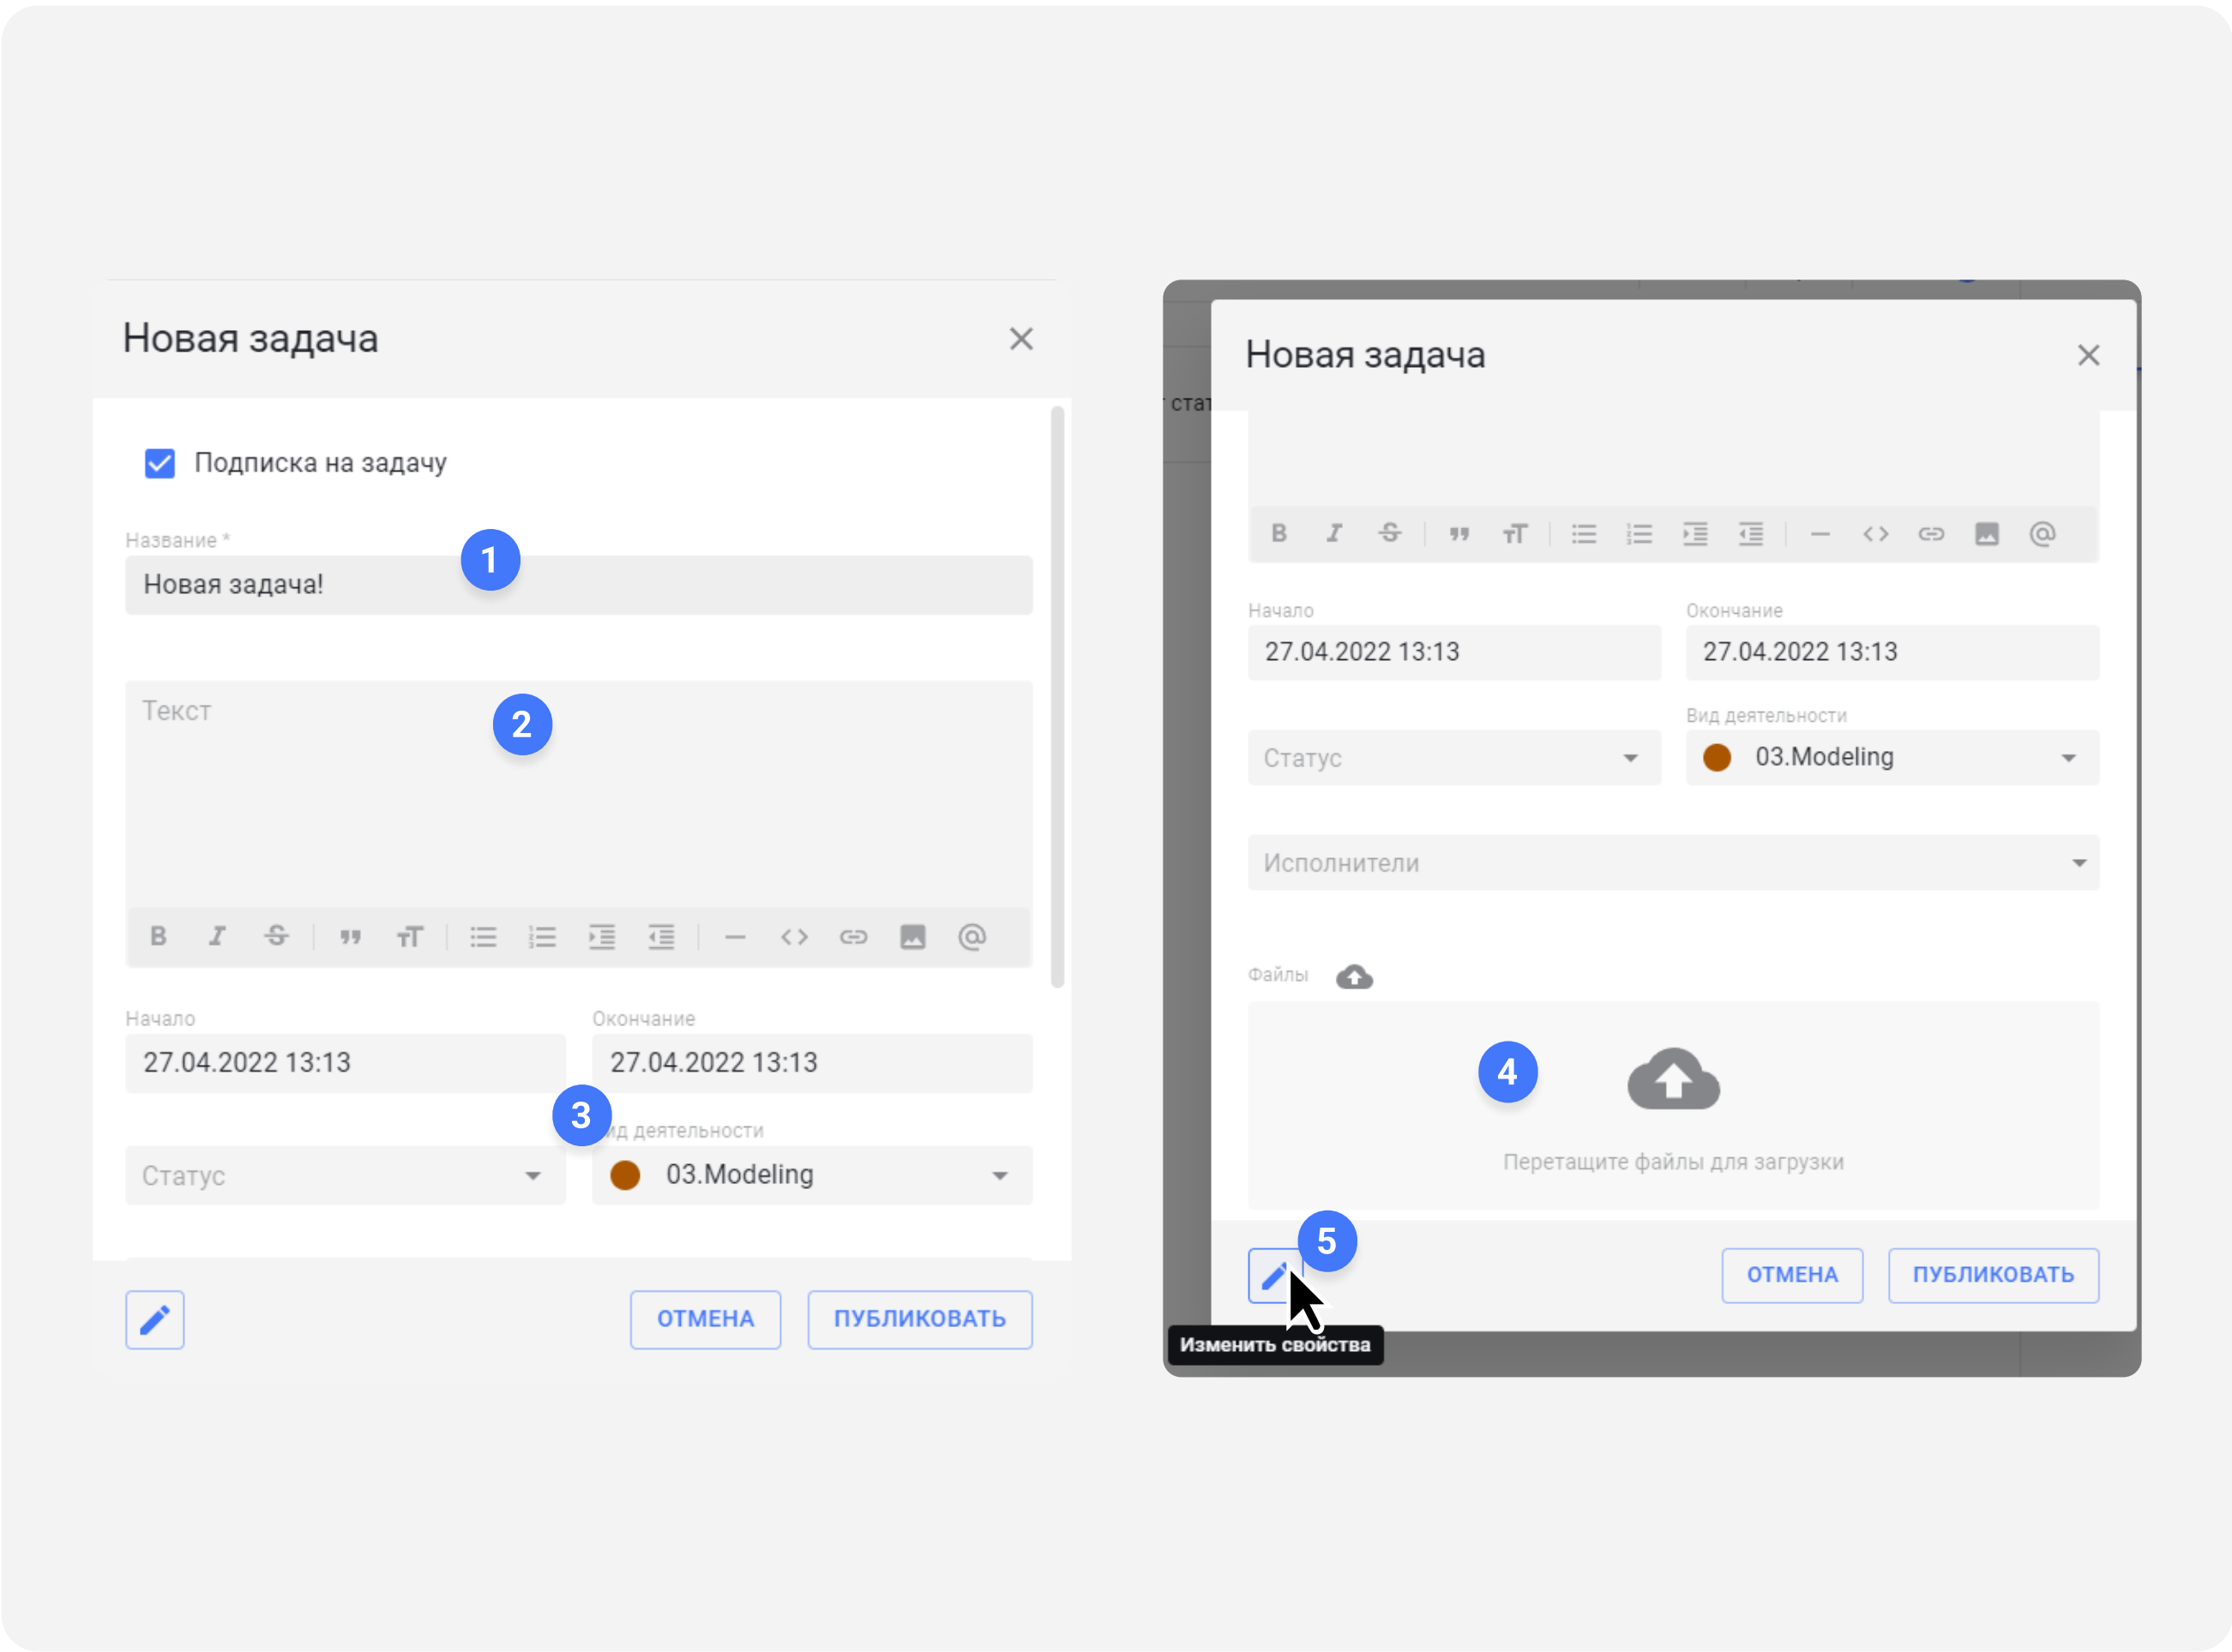 Новая задача
Подписка на задачу
Название *
1
Новая задача!
Текст
2
B I S
Начало Окончание
27.04.2022 13:13 27.04.2022 13:13
3
ид деятельности
Статус 03.Modeling
ОТМЕНА ПУБЛИКОВАТЬ
Новая задача
стат
B I S
Начало Окончание
27.04.2022 13:13 27.04.2022 13:13
Вид деятельности
Статус 03.Modeling
Исполнители
Файлы
4
Перетащите файлы для загрузки
5
ОТМЕНА ПУБЛИКОВАТЬ
Изменить свойства